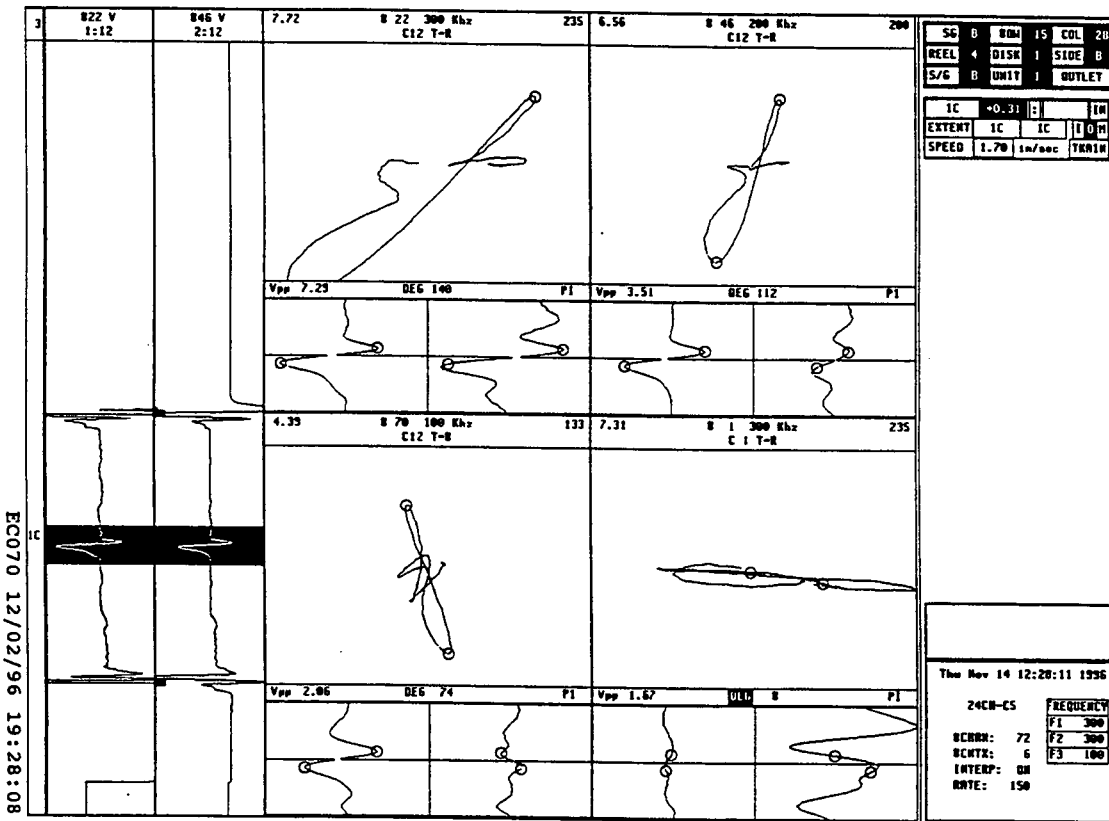 3
822 V
1:12
846 V
2:12
7.72 8 22 300 Khz 235
C12 T-R
6.56 8 46 200 Khz 200
C12 T-R
Vpp 7.29 DEG 140 P1
Vpp 3.51 DEG 112 P1
4.39 8 70 100 Khz 133
C12 T-R
7.31 8 1 300 Khz 235
C 1 T-R
1C
Vpp 2.06 DEG 74 P1
Vpp 1.67 DEG 8 P1
SG B ROW 15 COL 28
REEL 4 DISK 1 SIDE B
S/G B UNIT 1 OUTLET
1C +0.31 : IN
EXTENT 1C 1C I O M
SPEED 1.70 in/sec TKRIN
Thu Nov 14 12:28:11 1996
24CH-CS
FREQUENCY
F1 300
F2 300
F3 100
72
6
INTERP: ON
RATE: 150
EC070 12/02/96 19:28:08